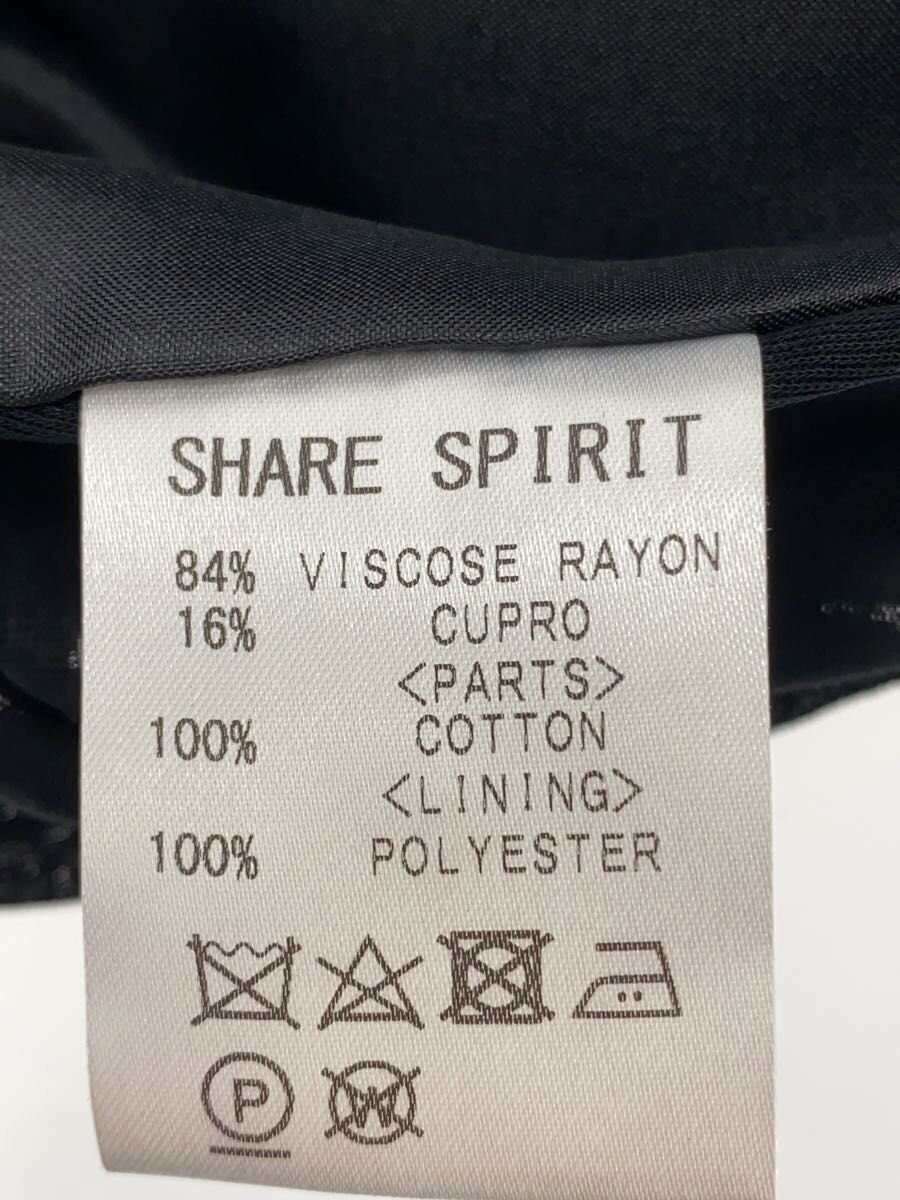 SHARE SPIRIT
84% VISCOSE RAYON
16% CUPRO
<PARTS>
100% COTTON
<LINING>
100% POLYESTER
P W